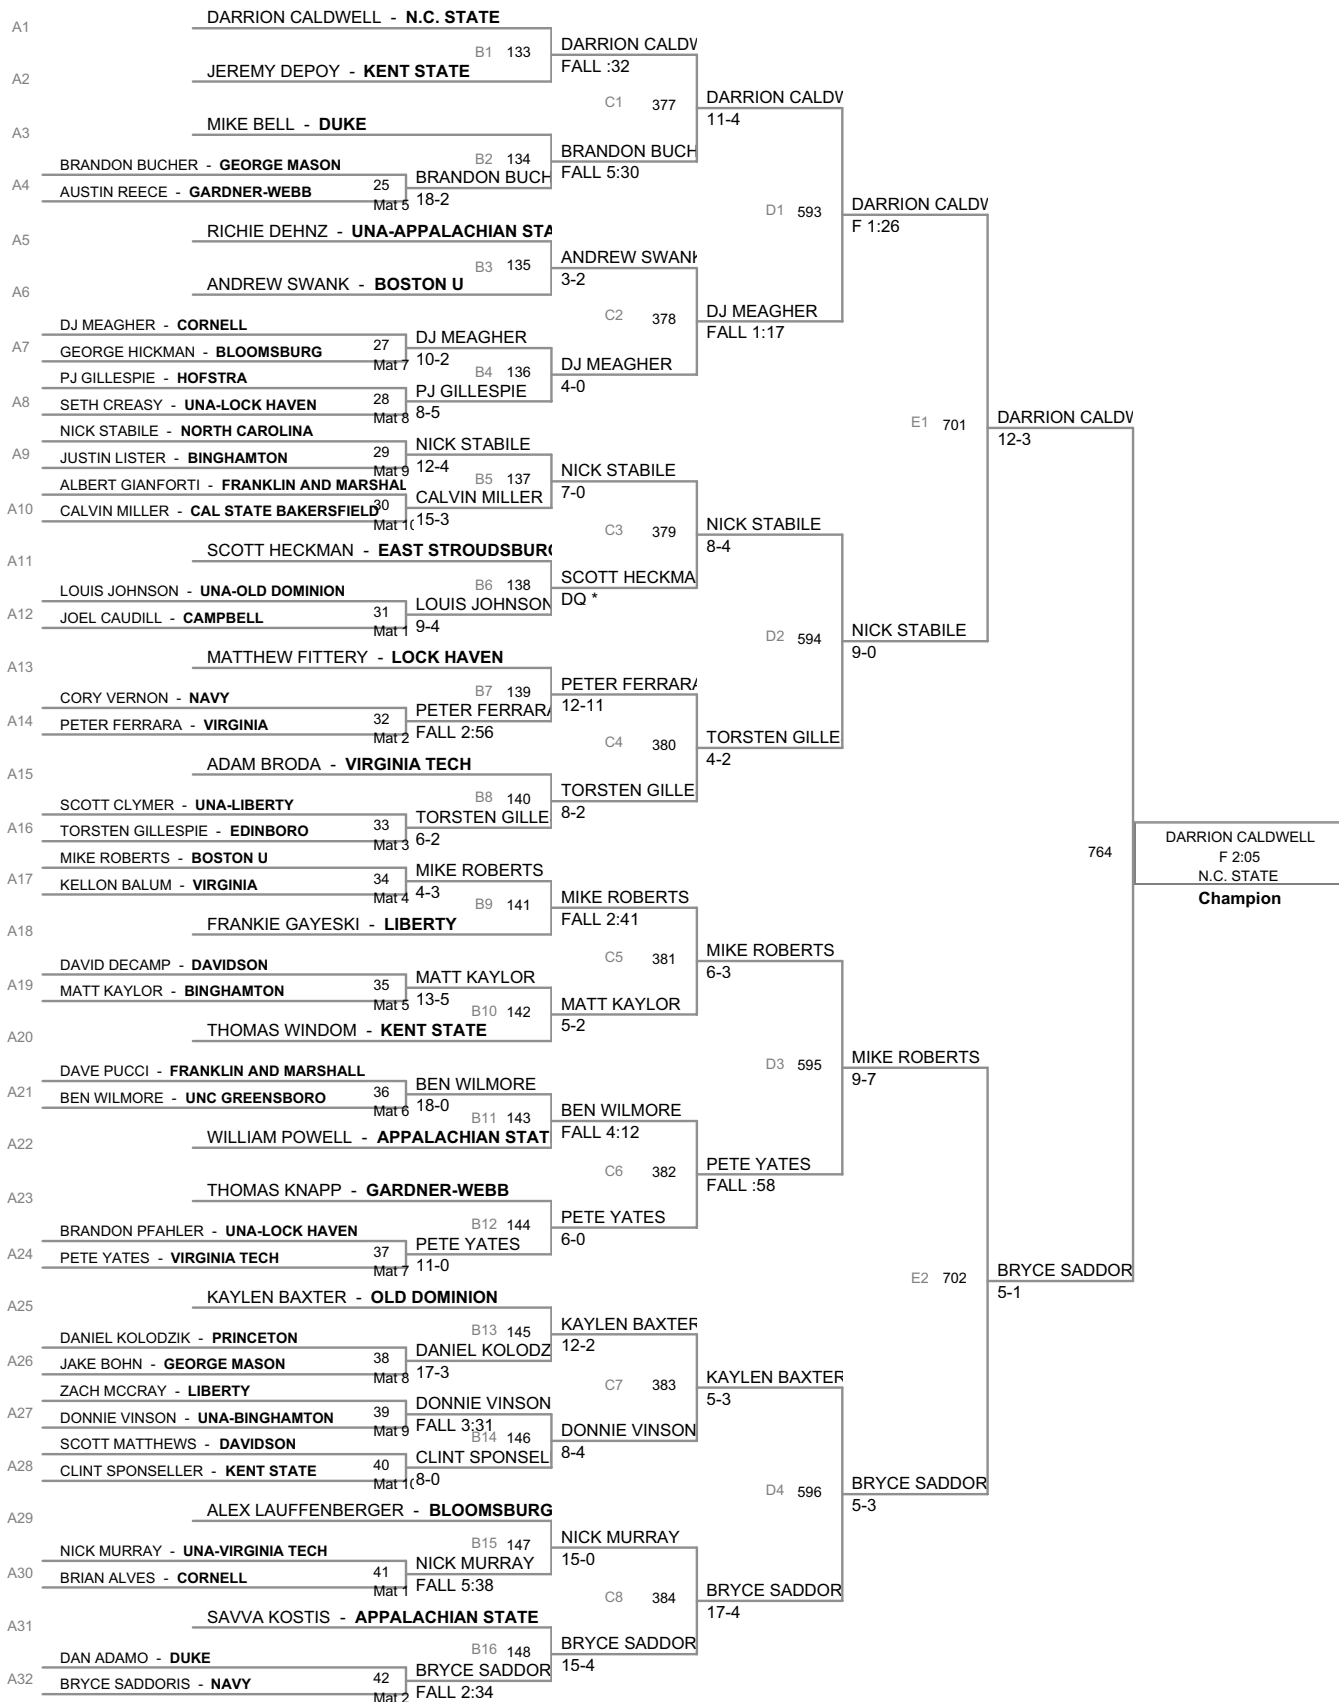 DARRION CALDWELL - N.C. STATE
A1
B1 133
DARRION CALDW
FALL :32
A2
JEREMY DEPOY - KENT STATE
C1 377
DARRION CALDW
11-4
MIKE BELL - DUKE
A3
B2 134
BRANDON BUCH
FALL 5:30
BRANDON BUCHER - GEORGE MASON
A4
25
BRANDON BUCH
AUSTIN REECE - GARDNER-WEBB
Mat 5
18-2
D1 593
DARRION CALDW
F 1:26
RICHIE DEHNZ - UNA-APPALACHIAN STA
A5
B3 135
ANDREW SWANK
3-2
ANDREW SWANK - BOSTON U
A6
C2 378
DJ MEAGHER
FALL 1:17
DJ MEAGHER - CORNELL
A7
27
DJ MEAGHER
GEORGE HICKMAN - BLOOMSBURG
Mat 7
10-2
B4 136
DJ MEAGHER
4-0
PJ GILLESPIE - HOFSTRA
A8
28
PJ GILLESPIE
SETH CREASY - UNA-LOCK HAVEN
Mat 8
8-5
E1 701
DARRION CALDW
12-3
NICK STABILE - NORTH CAROLINA
A9
29
NICK STABILE
JUSTIN LISTER - BINGHAMTON
Mat 9
12-4
B5 137
NICK STABILE
7-0
ALBERT GIANFORTI - FRANKLIN AND MARSHAL
A10
30
CALVIN MILLER
CALVIN MILLER - CAL STATE BAKERSFIELD
Mat 10
15-3
C3 379
NICK STABILE
8-4
SCOTT HECKMAN - EAST STROUDSBURG
A11
B6 138
SCOTT HECKMA
DQ *
LOUIS JOHNSON - UNA-OLD DOMINION
A12
31
LOUIS JOHNSON
JOEL CAUDILL - CAMPBELL
Mat 1
9-4
D2 594
NICK STABILE
9-0
MATTHEW FITTERY - LOCK HAVEN
A13
B7 139
PETER FERRARA
12-11
CORY VERNON - NAVY
A14
32
PETER FERRARA
PETER FERRARA - VIRGINIA
Mat 2
FALL 2:56
C4 380
TORSTEN GILLE
4-2
ADAM BRODA - VIRGINIA TECH
A15
B8 140
TORSTEN GILLE
8-2
SCOTT CLYMER - UNA-LIBERTY
A16
33
TORSTEN GILLE
TORSTEN GILLESPIE - EDINBORO
Mat 3
6-2
764
DARRION CALDWELL
F 2:05
N.C. STATE
Champion
MIKE ROBERTS - BOSTON U
A17
34
MIKE ROBERTS
KELLON BALUM - VIRGINIA
Mat 4
4-3
B9 141
MIKE ROBERTS
FALL 2:41
FRANKIE GAYESKI - LIBERTY
A18
C5 381
MIKE ROBERTS
6-3
DAVID DECAMP - DAVIDSON
A19
35
MATT KAYLOR
MATT KAYLOR - BINGHAMTON
Mat 5
13-5
B10 142
MATT KAYLOR
5-2
THOMAS WINDOM - KENT STATE
A20
D3 595
MIKE ROBERTS
9-7
DAVE PUCCI - FRANKLIN AND MARSHALL
A21
36
BEN WILMORE
BEN WILMORE - UNC GREENSBORO
Mat 6
18-0
B11 143
BEN WILMORE
FALL 4:12
WILLIAM POWELL - APPALACHIAN STAT
A22
C6 382
PETE YATES
FALL :58
THOMAS KNAPP - GARDNER-WEBB
A23
B12 144
PETE YATES
6-0
BRANDON PFAHLER - UNA-LOCK HAVEN
A24
37
PETE YATES
PETE YATES - VIRGINIA TECH
Mat 7
11-0
E2 702
BRYCE SADDOR
5-1
KAYLEN BAXTER - OLD DOMINION
A25
B13 145
KAYLEN BAXTER
12-2
DANIEL KOLODZIK - PRINCETON
A26
38
DANIEL KOLODZ
JAKE BOHN - GEORGE MASON
Mat 8
17-3
C7 383
KAYLEN BAXTER
5-3
ZACH MCCRAY - LIBERTY
A27
39
DONNIE VINSON
DONNIE VINSON - UNA-BINGHAMTON
Mat 9
FALL 3:31
B14 146
DONNIE VINSON
8-4
SCOTT MATTHEWS - DAVIDSON
A28
40
CLINT SPONSEL
CLINT SPONSELLER - KENT STATE
Mat 10
8-0
D4 596
BRYCE SADDOR
5-3
ALEX LAUFFENBERGER - BLOOMSBURG
A29
B15 147
NICK MURRAY
15-0
NICK MURRAY - UNA-VIRGINIA TECH
A30
41
NICK MURRAY
BRIAN ALVES - CORNELL
Mat 1
FALL 5:38
C8 384
BRYCE SADDOR
17-4
SAVVA KOSTIS - APPALACHIAN STATE
A31
B16 148
BRYCE SADDOR
15-4
DAN ADAMO - DUKE
A32
42
BRYCE SADDOR
BRYCE SADDORIS - NAVY
Mat 2
FALL 2:34